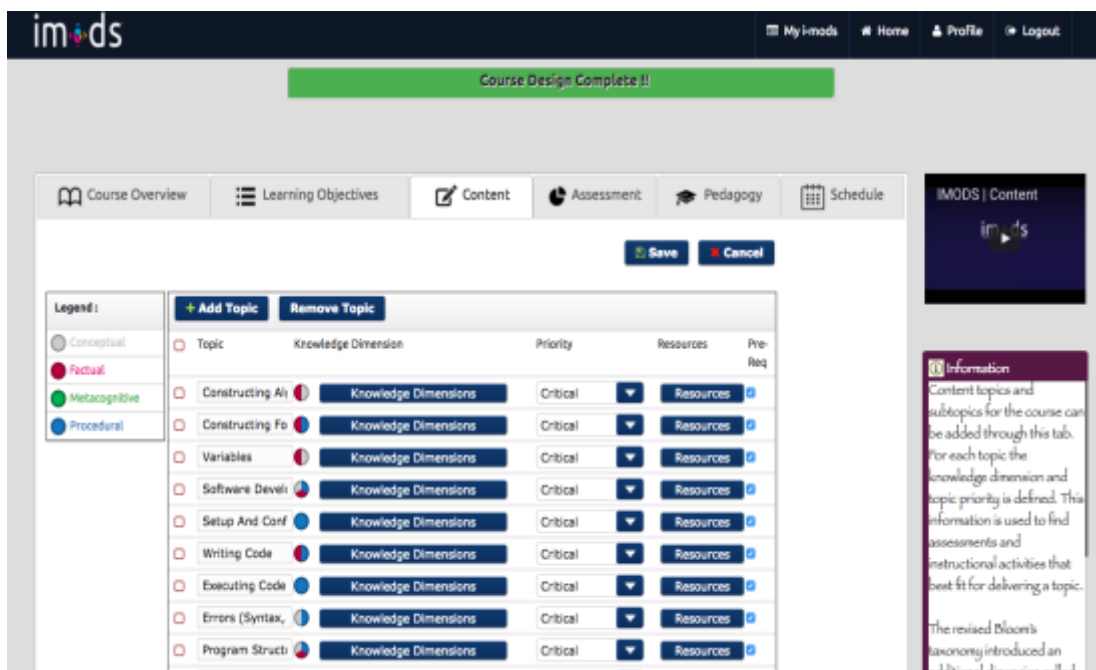 imods
My i-mods Home Profile Logout
Course Design Complete !!
Course Overview Learning Objectives Content Assessment Pedagogy Schedule
IMODS | Content
imods
Save Cancel
Legend :
Conceptual
Factual
Metacognitive
Procedural
+ Add Topic Remove Topic
Topic Knowledge Dimension Priority Resources Pre-
Req
Constructing Al Knowledge Dimensions Critical Resources
Constructing Fo Knowledge Dimensions Critical Resources
Variables Knowledge Dimensions Critical Resources
Software Devel Knowledge Dimensions Critical Resources
Setup And Conf Knowledge Dimensions Critical Resources
Writing Code Knowledge Dimensions Critical Resources
Executing Code Knowledge Dimensions Critical Resources
Errors (Syntax, Knowledge Dimensions Critical Resources
Program Struct Knowledge Dimensions Critical Resources
Information
Content topics and
subtopics for the course can
be added through this tab.
For each topic the
knowledge dimension and
topic priority is defined. This
information is used to find
assessments and
instructional activities that
best fit for delivering a topic.
The revised Bloom's
taxonomy introduced an